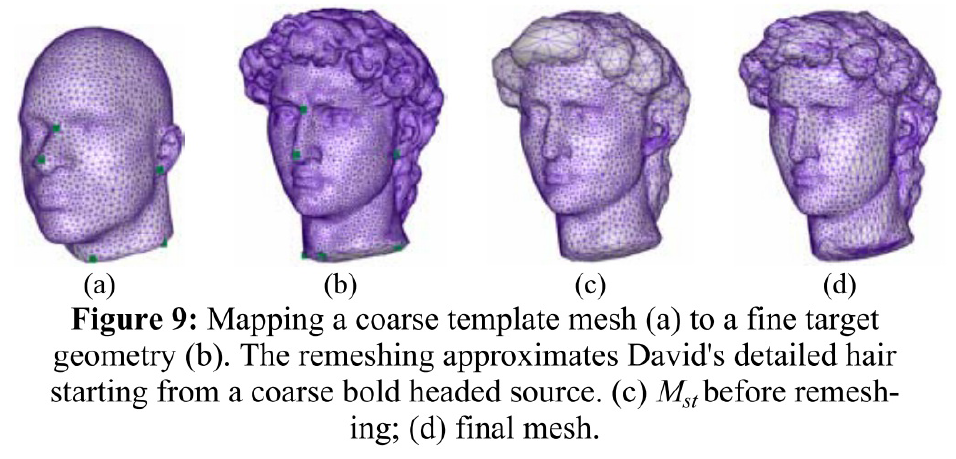 (a) (b) (c) (d)
Figure 9: Mapping a coarse template mesh (a) to a fine target
geometry (b). The remeshing approximates David's detailed hair
starting from a coarse bold headed source. (c) Mst before remesh-
ing; (d) final mesh.